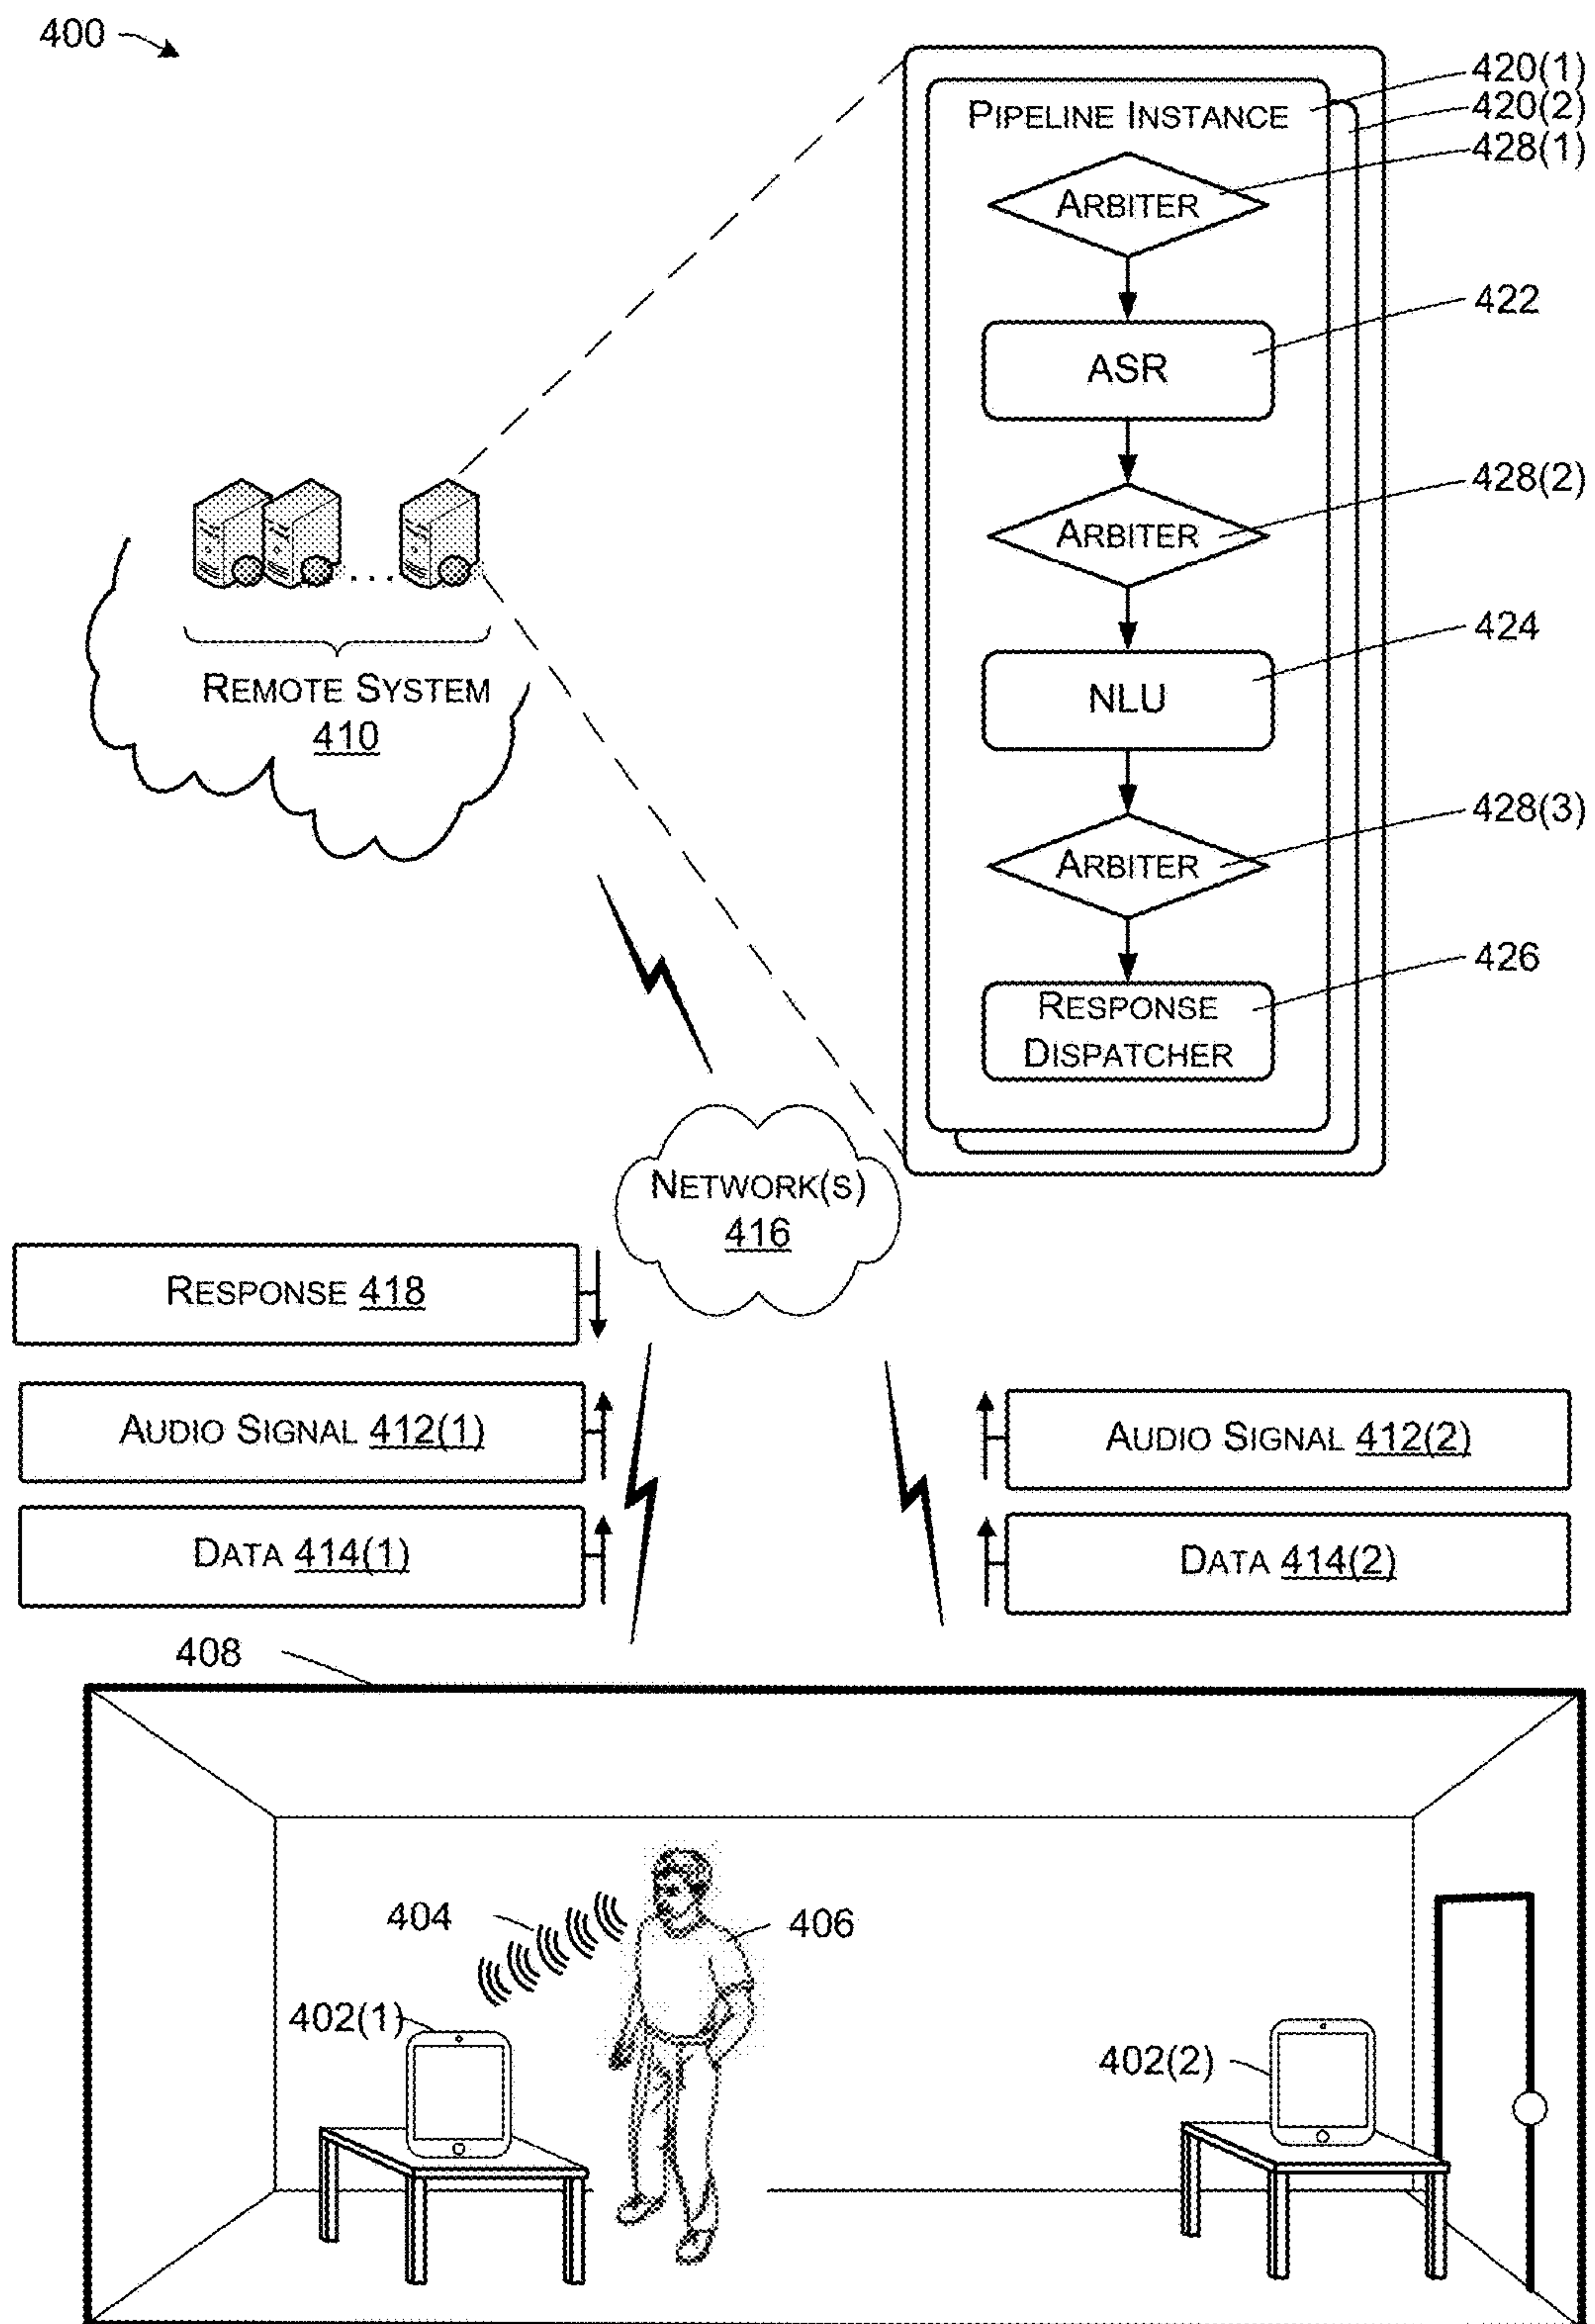 400
420(1)
PIPELINE INSTANCE
420(2)
428(1)
ARBITER
422
ASR
428(2)
ARBITER
424
NLU
REMOTE SYSTEM
410
428(3)
ARBITER
426
RESPONSE
DISPATCHER
NETWORK(S)
416
RESPONSE 418
AUDIO SIGNAL 412(1)
AUDIO SIGNAL 412(2)
DATA 414(1)
DATA 414(2)
408
404
406
402(1)
402(2)